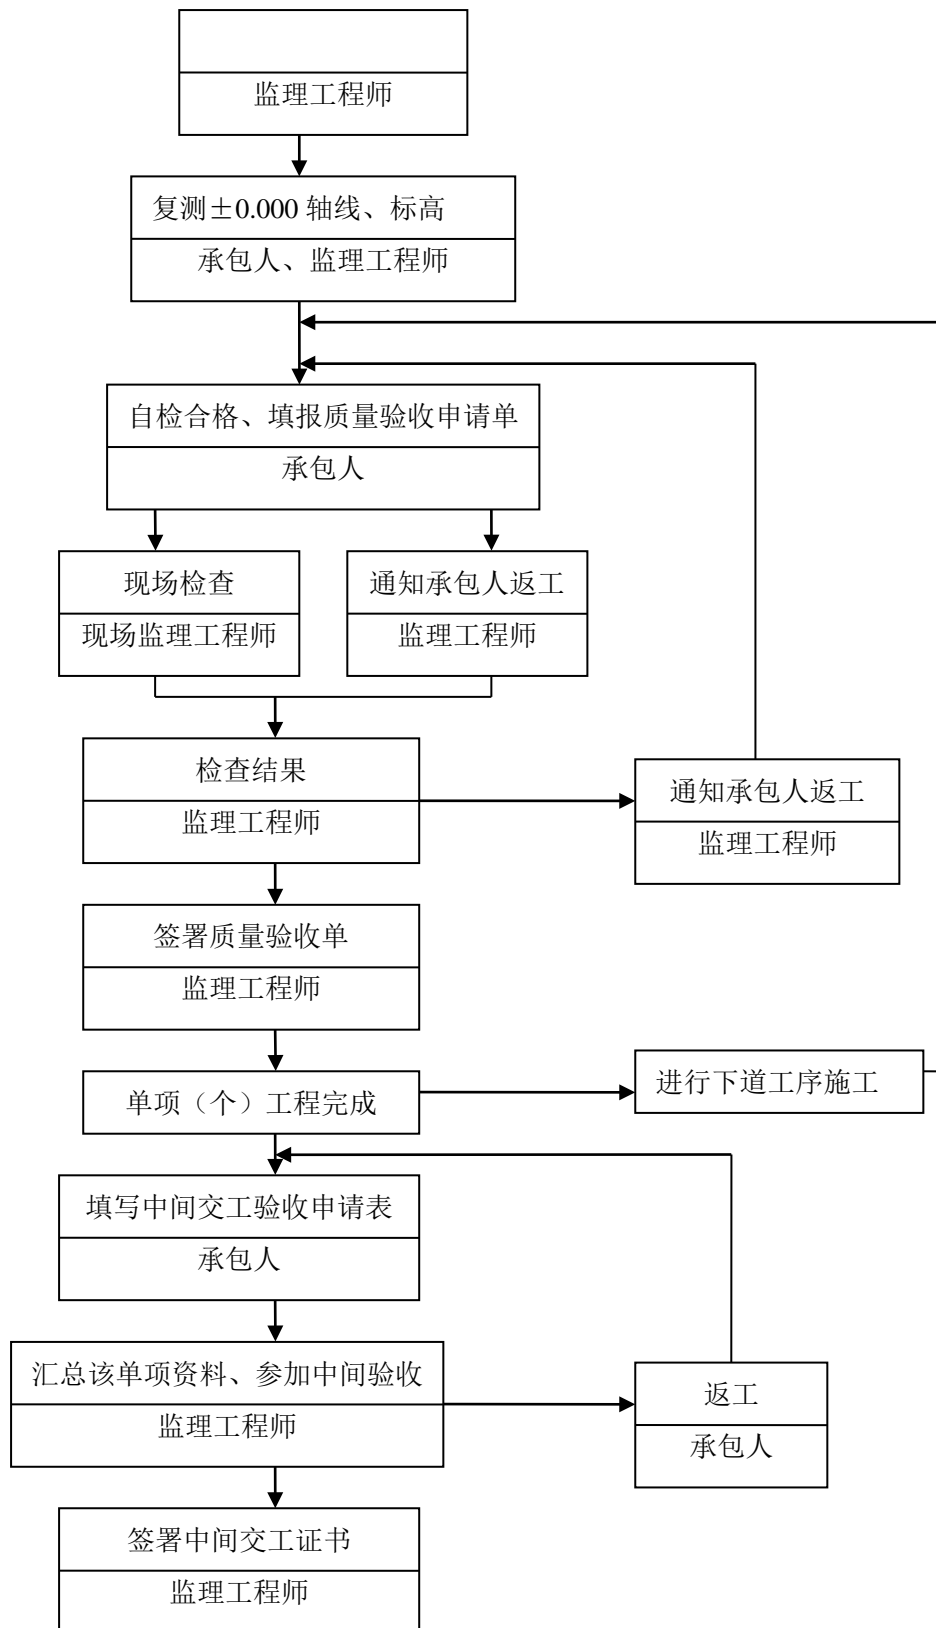 监理工程师
复测±0.000 轴线、标高
承包人、监理工程师
自检合格、填报质量验收申请单
承包人
现场检查
现场监理工程师
通知承包人返工
监理工程师
检查结果
监理工程师
通知承包人返工
监理工程师
签署质量验收单
监理工程师
单项（个）工程完成
进行下道工序施工
填写中间交工验收申请表
承包人
汇总该单项资料、参加中间验收
监理工程师
返工
承包人
签署中间交工证书
监理工程师